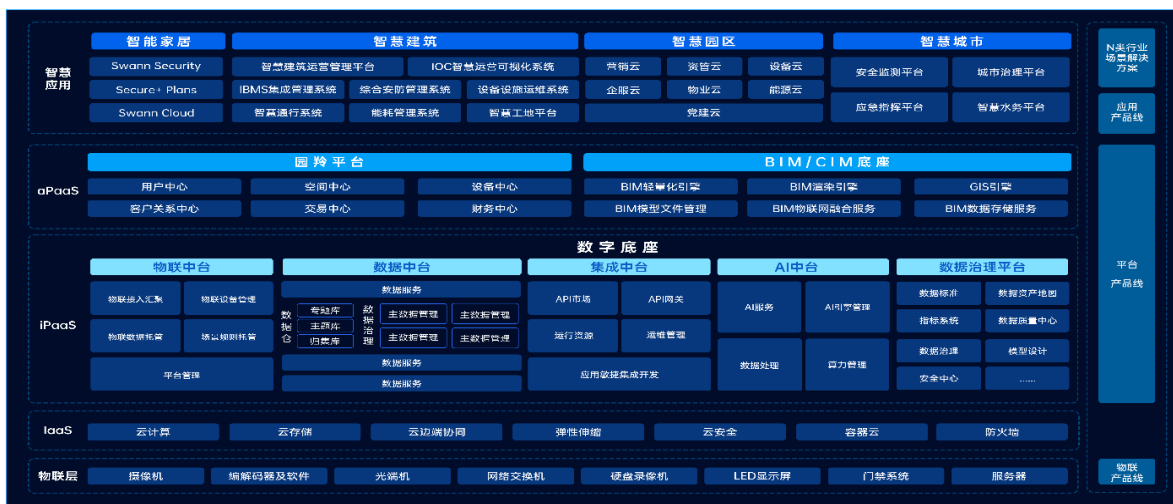 智慧
应用
智能家居
Swann Security
Secure+ Plans
Swann Cloud
智慧建筑
智慧建筑运营管理平台
IOC智慧运营可视化系统
IBMS集成管理系统
综合安防管理系统
设备设施运维系统
智慧通行系统
能耗管理系统
智慧工地平台
智慧园区
营销云
资管云
设备云
企服云
物业云
能源云
党建云
智慧城市
安全监测平台
城市治理平台
应急指挥平台
智慧水务平台
aPaaS
园羚平台
用户中心
空间中心
设备中心
客户关系中心
交易中心
财务中心
BIM/CIM底座
BIM轻量化引擎
BIM渲染引擎
GIS引擎
BIM模型文件管理
BIM物联网融合服务
BIM数据存储服务
iPaaS
数字底座
物联中台
物联接入汇聚
物联设备管理
物联数据托管
场景规则托管
平台管理
数据中台
数据服务
数据仓
专题库
主题库
归集库
数据治理
主数据管理
主数据管理
主数据管理
主数据管理
数据服务
数据服务
集成中台
API市场
API网关
运行资源
运维管理
应用敏捷集成开发
AI中台
AI服务
AI引擎管理
数据处理
算力管理
数据治理平台
数据标准
数据资产地图
指标系统
数据质量中心
数据治理
模型设计
安全中心
......
IaaS
云计算
云存储
云边端协同
弹性伸缩
云安全
容器云
防火墙
物联层
摄像机
编解码器及软件
光端机
网络交换机
硬盘录像机
LED显示屏
门禁系统
服务器
N类行业
场景解决
方案
应用
产品线
平台
产品线
物联
产品线